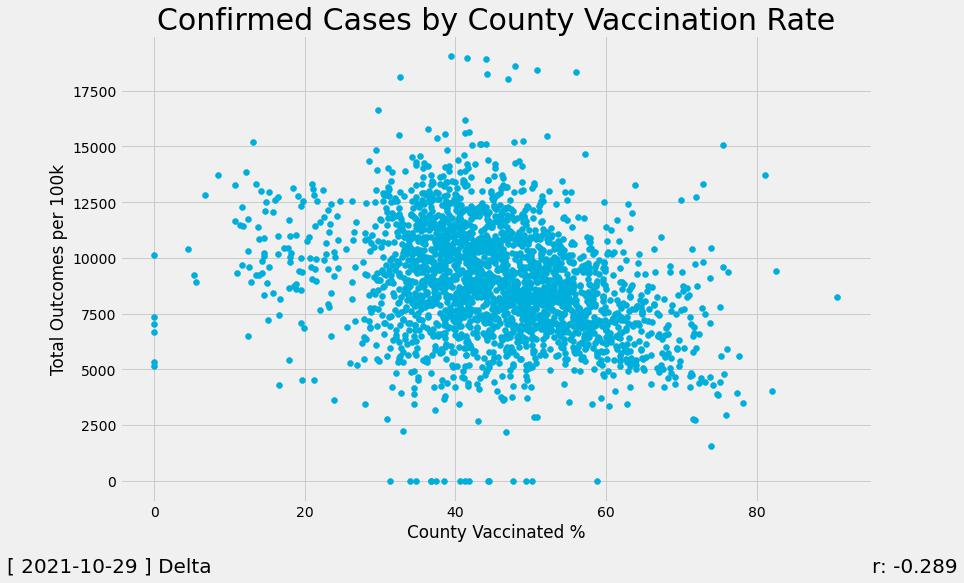 Confirmed Cases by County Vaccination Rate
Total Outcomes per 100k
17500
15000
12500
10000
7500
5000
2500
0
0 20 40 60 80
County Vaccinated %
[ 2021-10-29 ] Delta
r: -0.289